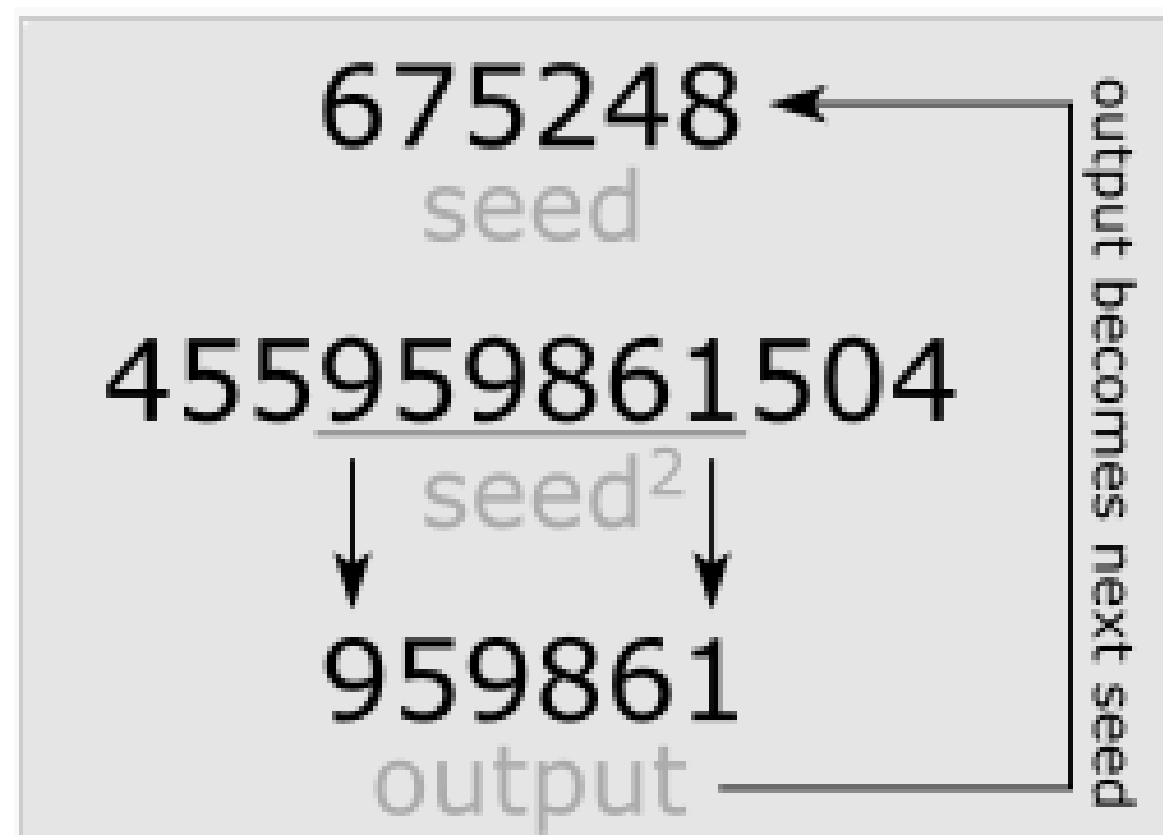 675248
seed
455959861504
seed²
959861
output
output becomes next seed